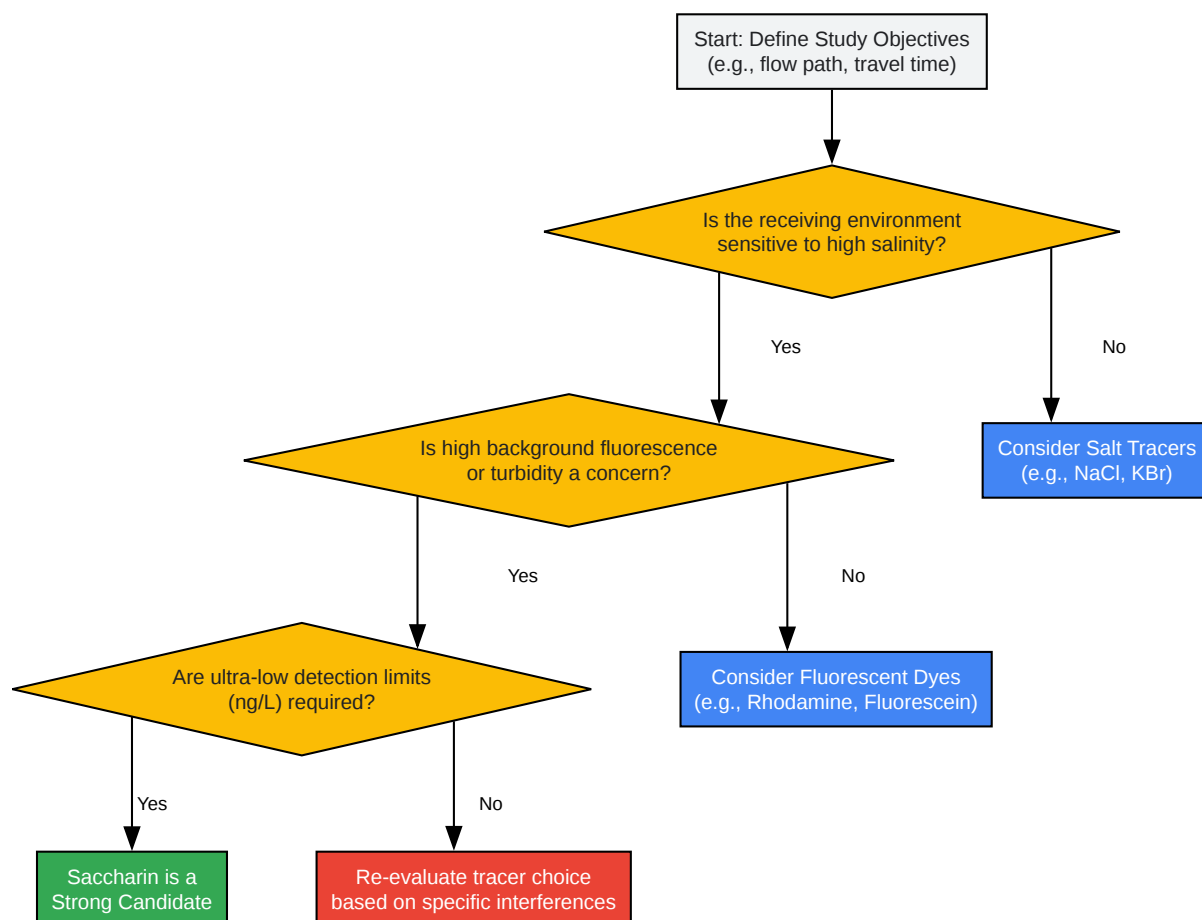 Start: Define Study Objectives
(e.g., flow path, travel time)
Is the receiving environment
sensitive to high salinity?
Yes
No
Is high background fluorescence
or turbidity a concern?
Consider Salt Tracers
(e.g., NaCl, KBr)
Yes
No
Are ultra-low detection limits
(ng/L) required?
Consider Fluorescent Dyes
(e.g., Rhodamine, Fluorescein)
Yes
No
Saccharin is a
Strong Candidate
Re-evaluate tracer choice
based on specific interferences